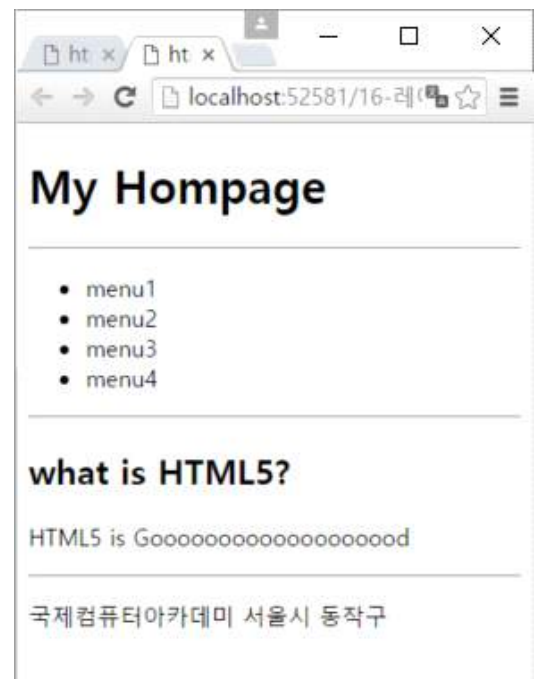 ht ht
localhost:52581/16-레
My Hompage
menu1
menu2
menu3
menu4
what is HTML5?
HTML5 is Gooooooooooooooooooood
국제컴퓨터아카데미 서울시 동작구